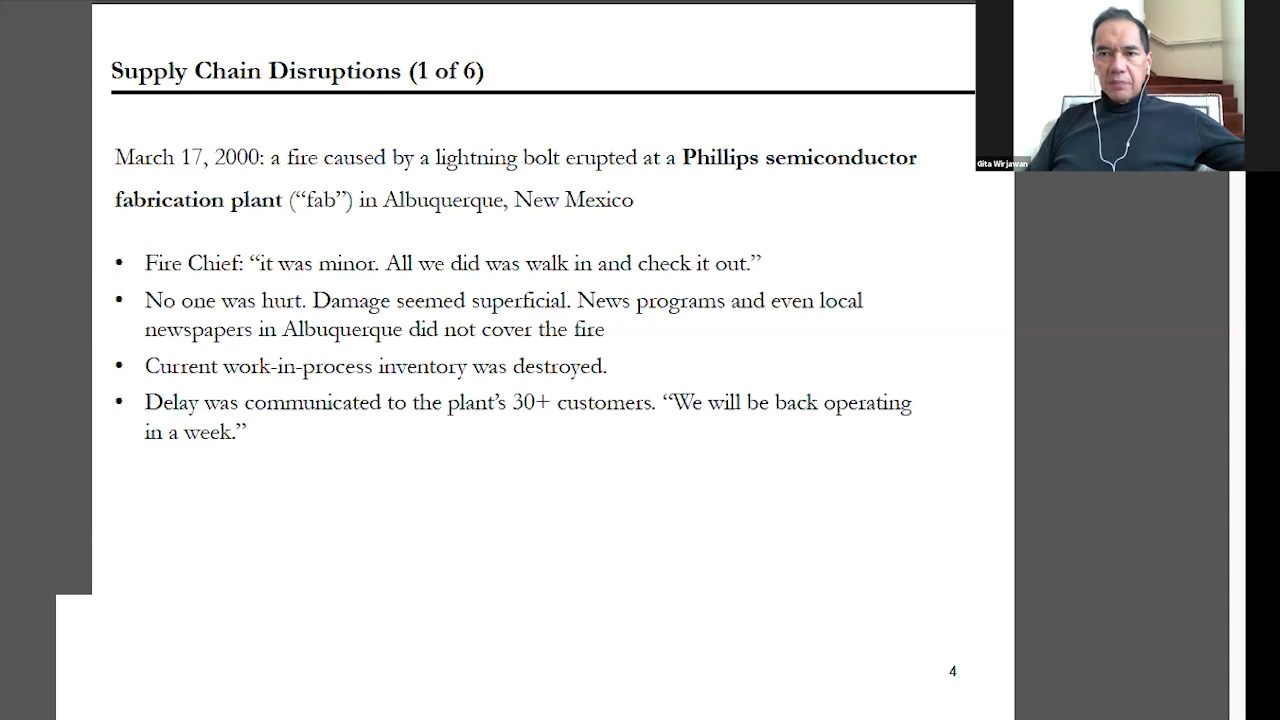 Supply Chain Disruptions (1 of 6)
March 17, 2000: a fire caused by a lightning bolt erupted at a Phillips semiconductor
fabrication plant (“fab”) in Albuquerque, New Mexico
• Fire Chief: “it was minor. All we did was walk in and check it out.”
• No one was hurt. Damage seemed superficial. News programs and even local
newspapers in Albuquerque did not cover the fire
• Current work-in-process inventory was destroyed.
• Delay was communicated to the plant’s 30+ customers. “We will be back operating
in a week.”
4
Gita Wirjawan